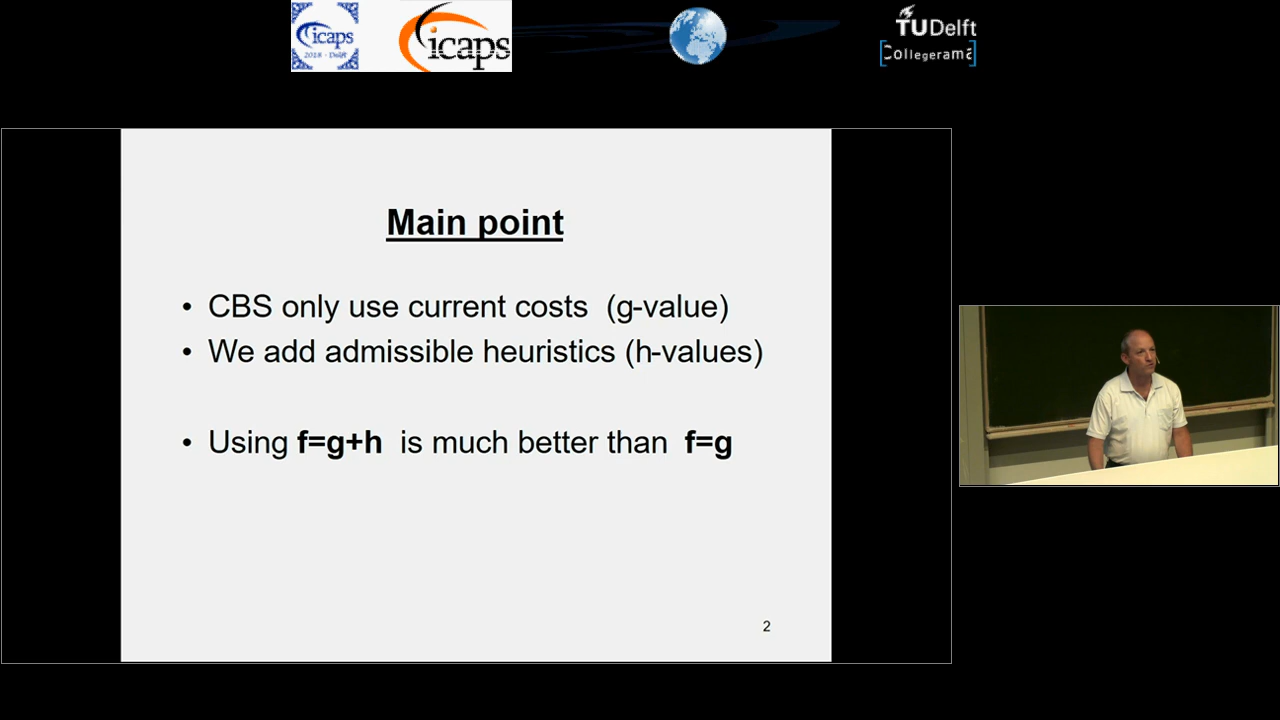 icaps
2018 - Delft
icaps
TUDelft
Collegerama
Main point
• CBS only use current costs (g-value)
• We add admissible heuristics (h-values)
• Using f=g+h is much better than f=g
2